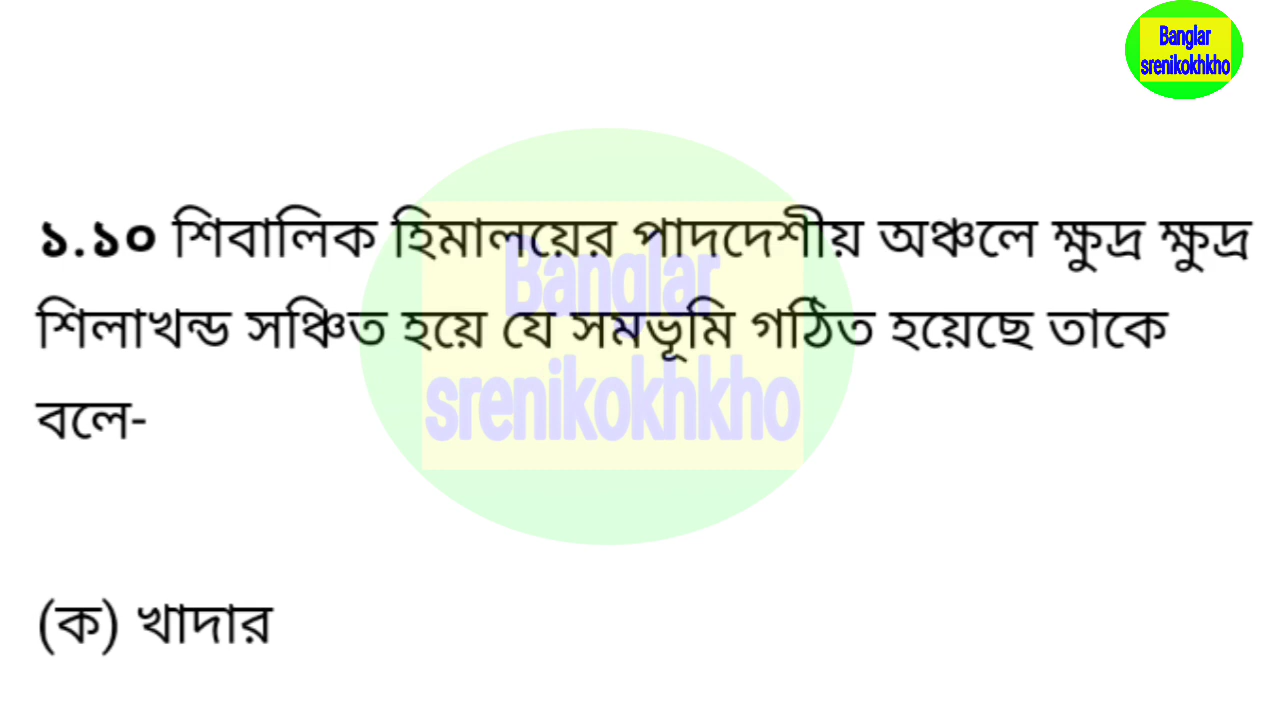 Banglar
srenikokhkho
১.১০ শিবালিক হিমালয়ের পাদদেশীয় অঞ্চলে ক্ষুদ্র ক্ষুদ্র
শিলাখন্ড সঞ্চিত হয়ে যে সমভূমি গঠিত হয়েছে তাকে
বলে-
Banglar
srenikokhkho
(ক) খাদার